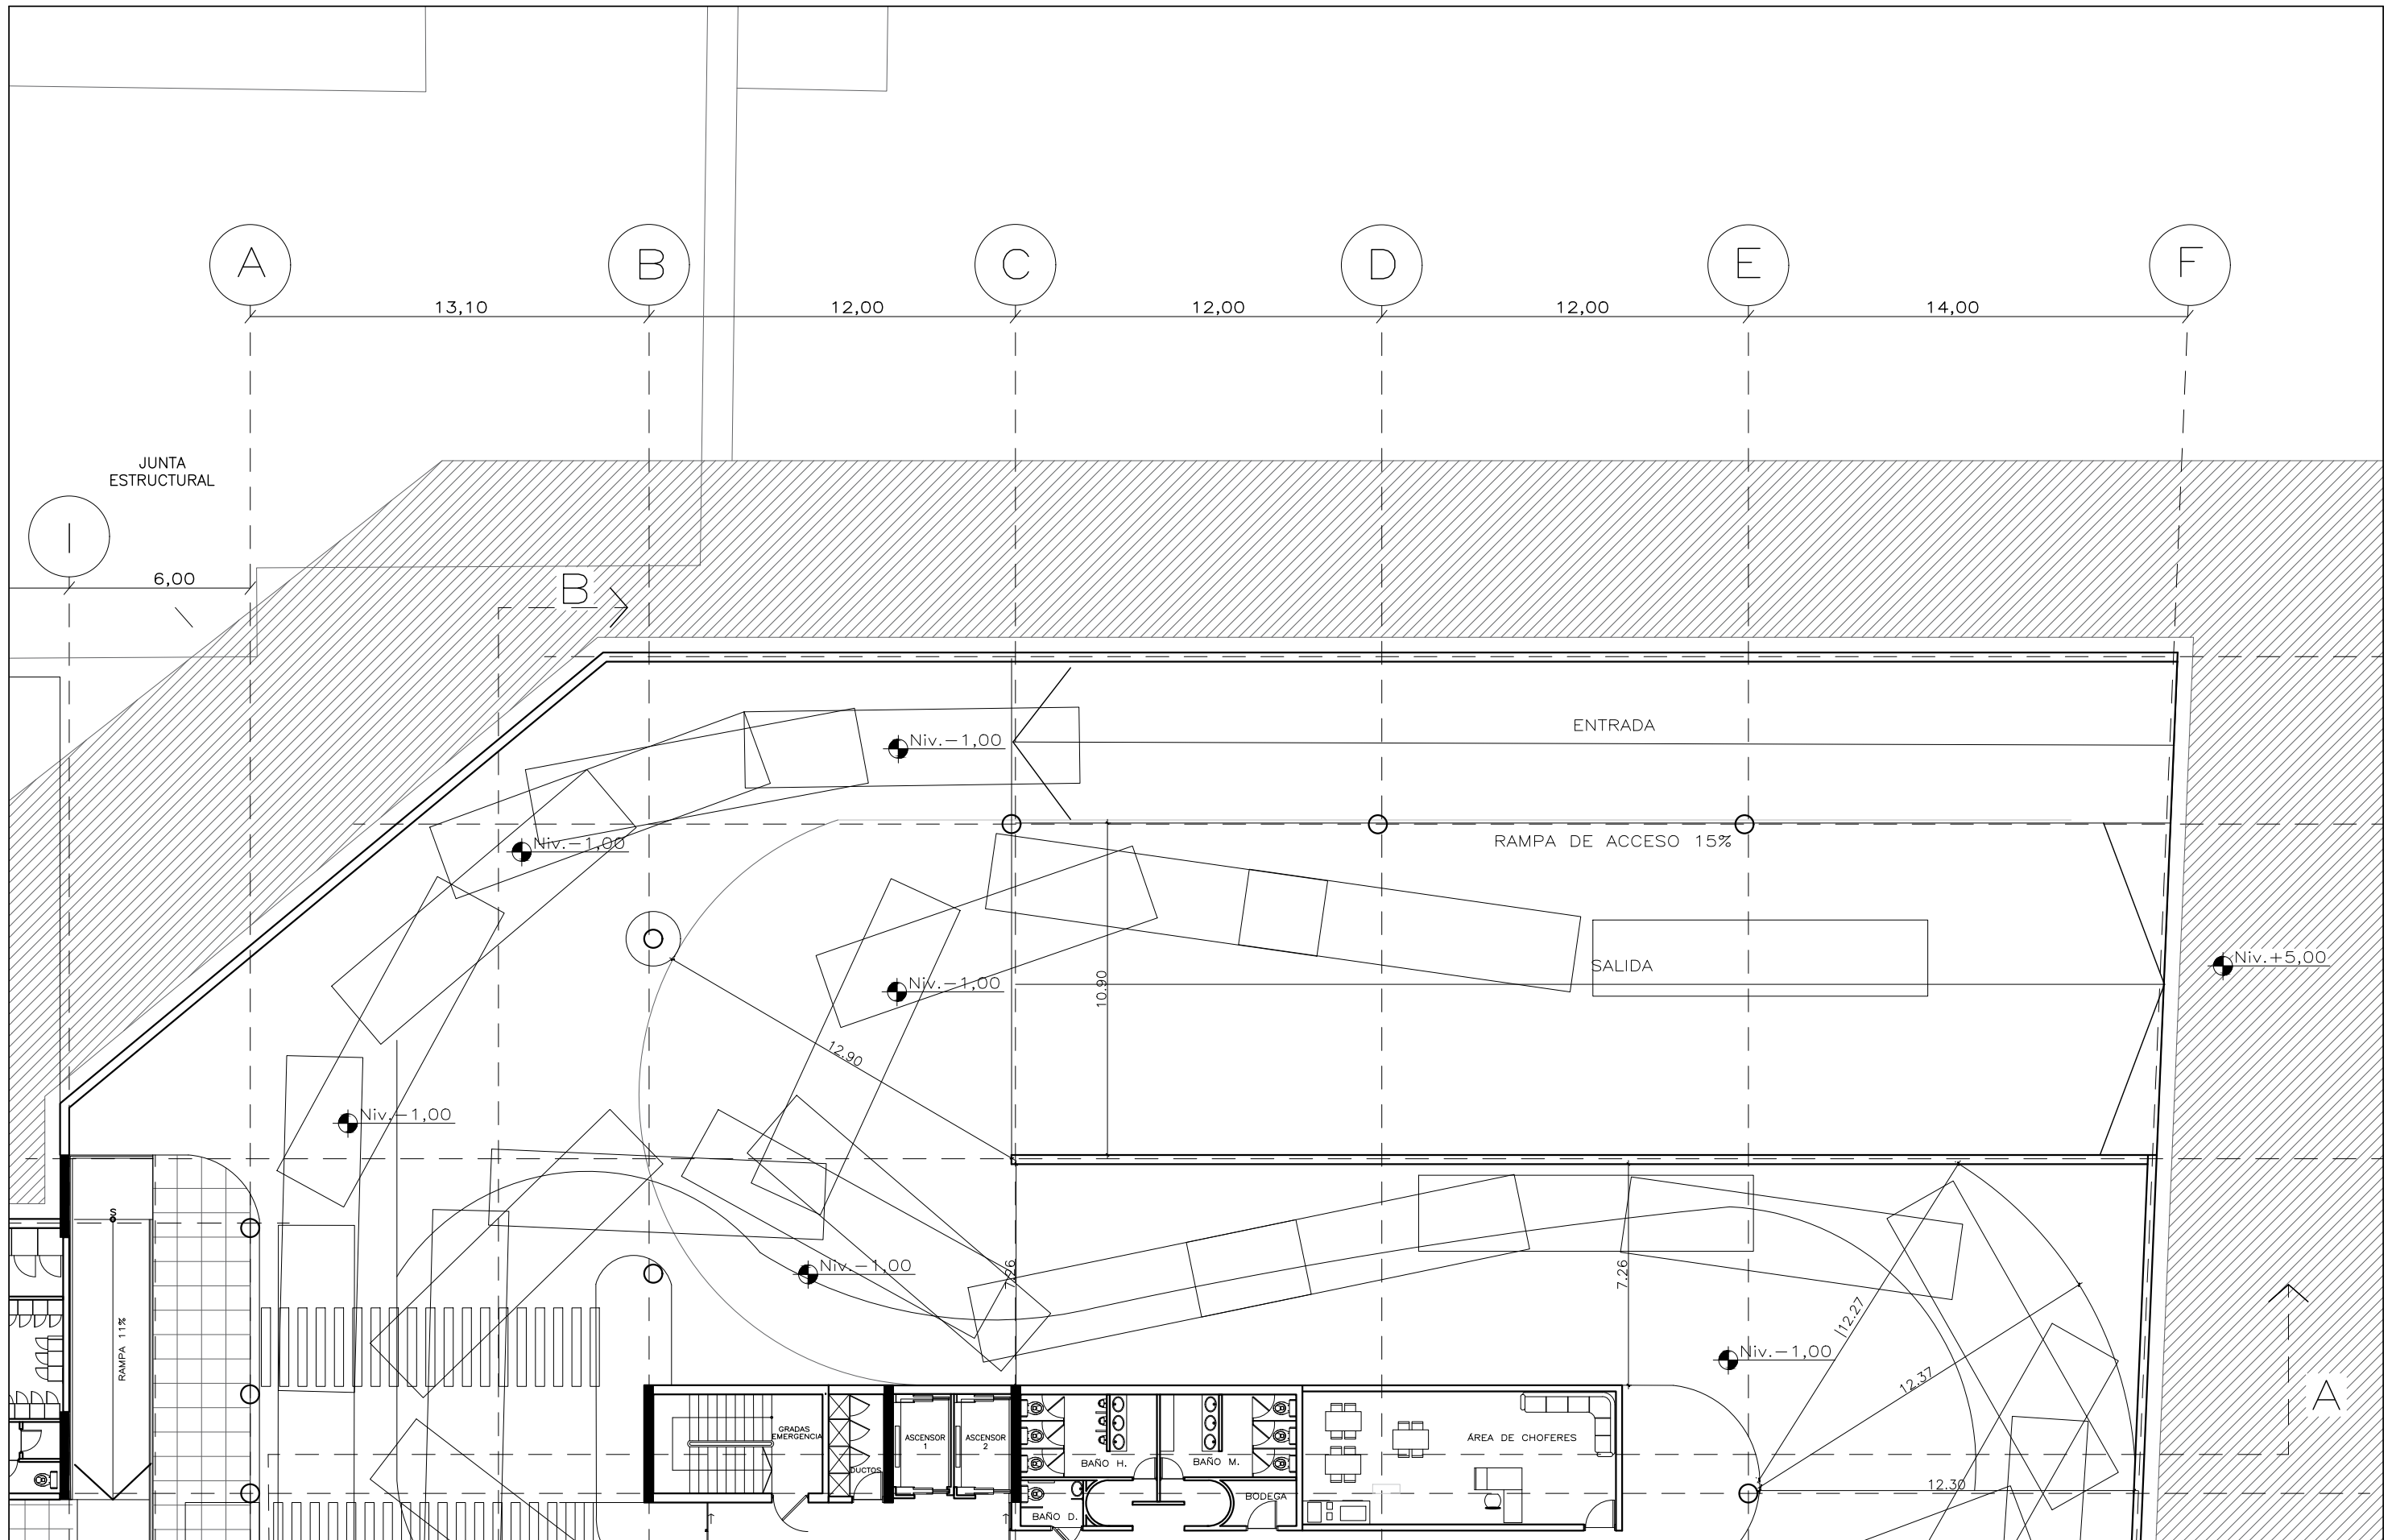 A
B
C
D
E
F
13,10
12,00
12,00
12,00
14,00
JUNTA
ESTRUCTURAL
I
6,00
B
ENTRADA
Niv.-1,00
RAMPA DE ACCESO 15%
Niv.-1,00
SALIDA
Niv.+5,00
Niv.-1,00
10.90
12.90
Niv.-1,00
S
Niv.-1,00
7.26
7.26
12.27
RAMPA 11%
Niv.-1,00
12.37
A
GRADAS
EMERGENCIA
ASCENSOR
1
ASCENSOR
2
ÁREA DE CHOFERES
BAÑO H.
BAÑO M.
DUCTOS
12.30
BODEGA
BAÑO D.